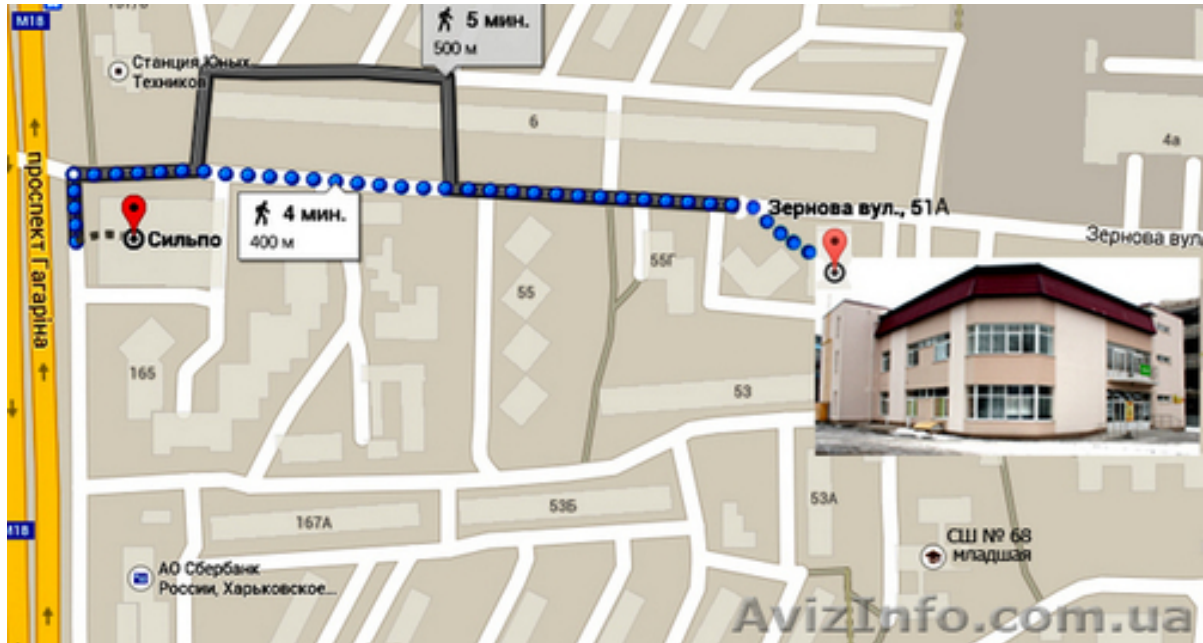 M18
5 мин.
500 м
Станция Юных
Техников
6
4а
проспект Гагаріна
4 мин.
400 м
Сильпо
Зернова вул., 51А
Зернова вул
55Г
55
165
53
53Б
167А
53А
СШ № 68
младшая
M18
АО Сбербанк
России, Харьковское...
AvizInfo.com.ua